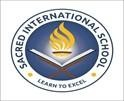 SACRED INTERNATIONAL SCHOOL
LEARN TO EXCEL